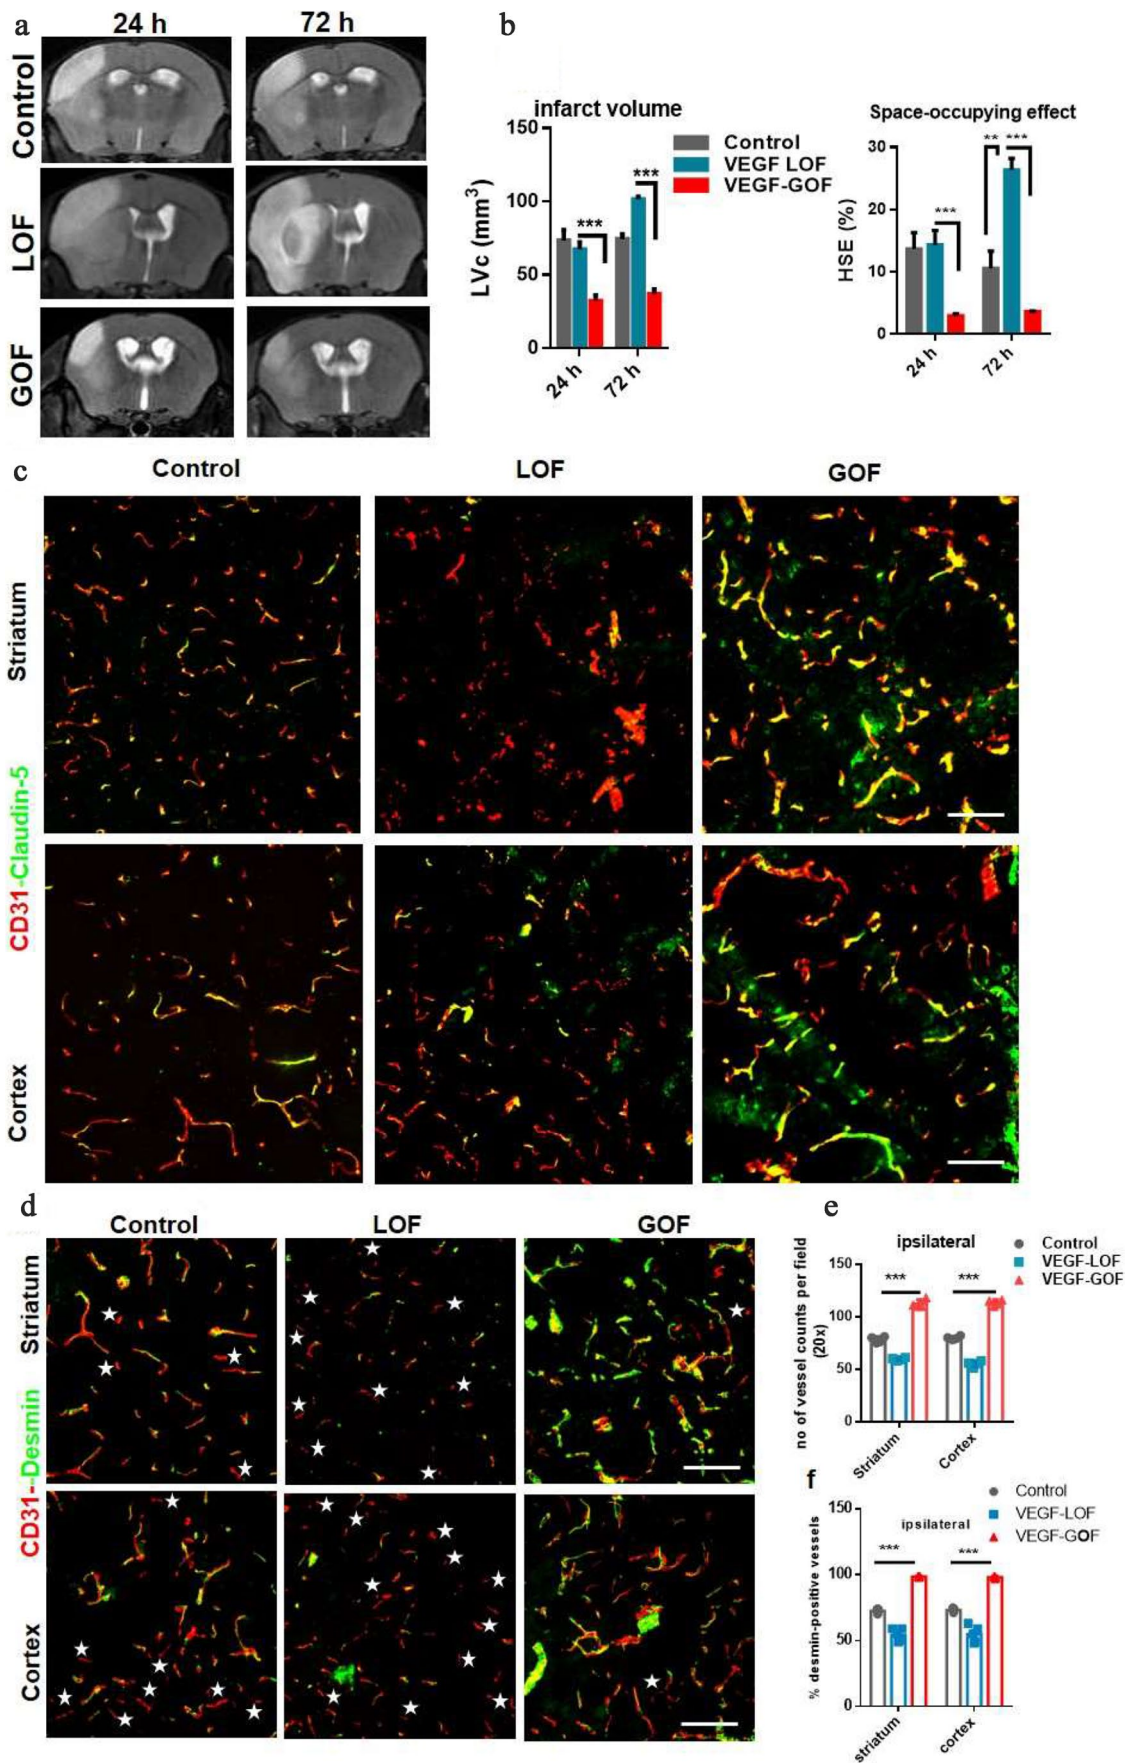 a
24 h
72 h
Control
LOF
GOF
b
infarct volume
LVc (mm³)
150
100
50
0
***
***
24 h
72 h
Control
VEGF LOF
VEGF-GOF
Space-occupying effect
HSE (%)
30
20
10
0
***
**
***
24 h
72 h
c
Control
LOF
GOF
Striatum
CD31-Claudin-5
Cortex
d
Control
LOF
GOF
Striatum
CD31--Desmin
Cortex
e
ipsilateral
Control
VEGF-LOF
VEGF-GOF
no of vessel counts per field
(20x)
150
100
50
0
***
***
Striatum
Cortex
f
ipsilateral
Control
VEGF-LOF
VEGF-GOF
% desmin-positive vessels
150
100
50
0
***
***
striatum
cortex